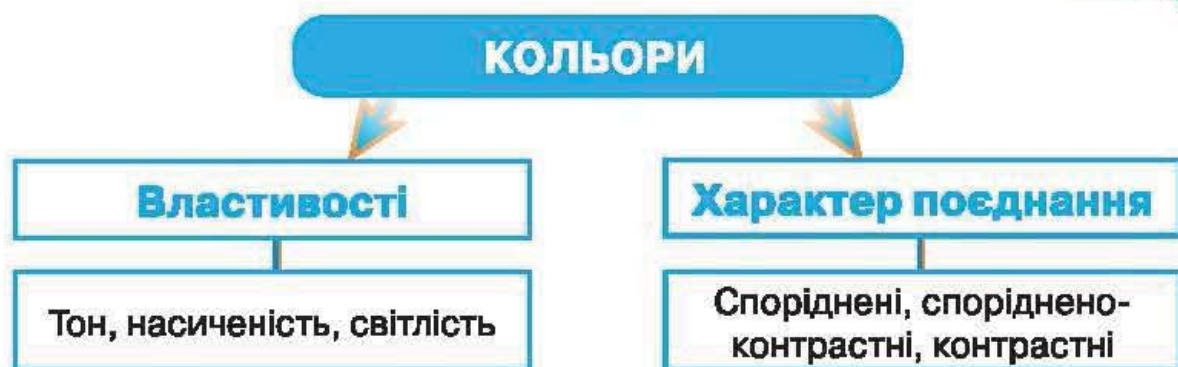 КОЛЬОРИ
Властивості
Характер поєднання
Тон, насиченість, світлість
Споріднені, споріднено-
контрастні, контрастні